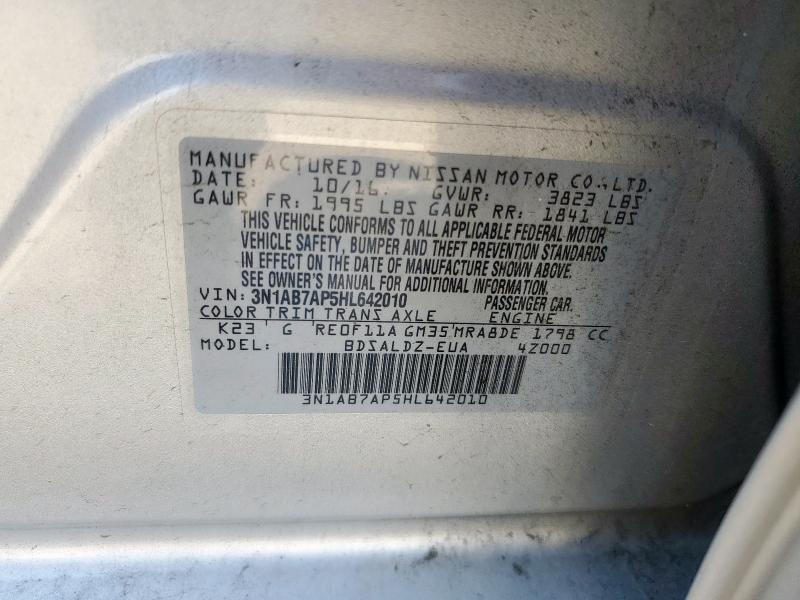 MANUFACTURED BY NISSAN MOTOR CO.,LTD.
DATE: 10/16 GVWR: 3823 LBS
GAWR FR: 1995 LBS GAWR RR: 1841 LBS
THIS VEHICLE CONFORMS TO ALL APPLICABLE FEDERAL MOTOR
VEHICLE SAFETY, BUMPER AND THEFT PREVENTION STANDARDS
IN EFFECT ON THE DATE OF MANUFACTURE SHOWN ABOVE.
SEE OWNER'S MANUAL FOR ADDITIONAL INFORMATION.
VIN: 3N1AB7AP5HL642010 PASSENGER CAR.
COLOR TRIM TRANS AXLE ENGINE
K23 G RE0F11A GM35 MRA8DE 1798 CC
MODEL: BDSALDZ-EUA 4Z000
3N1AB7AP5HL642010